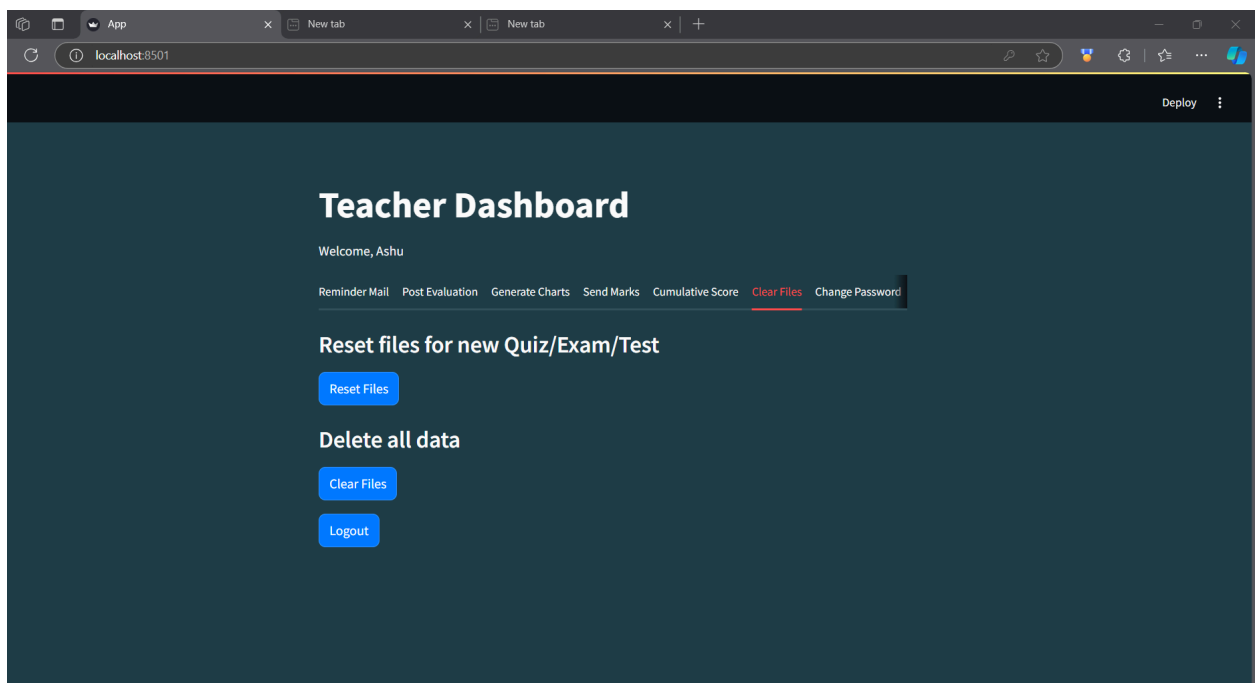 App
New tab
New tab
localhost:8501
Deploy
Teacher Dashboard
Welcome, Ashu
Reminder Mail Post Evaluation Generate Charts Send Marks Cumulative Score Clear Files Change Password
Reset files for new Quiz/Exam/Test
Reset Files
Delete all data
Clear Files
Logout